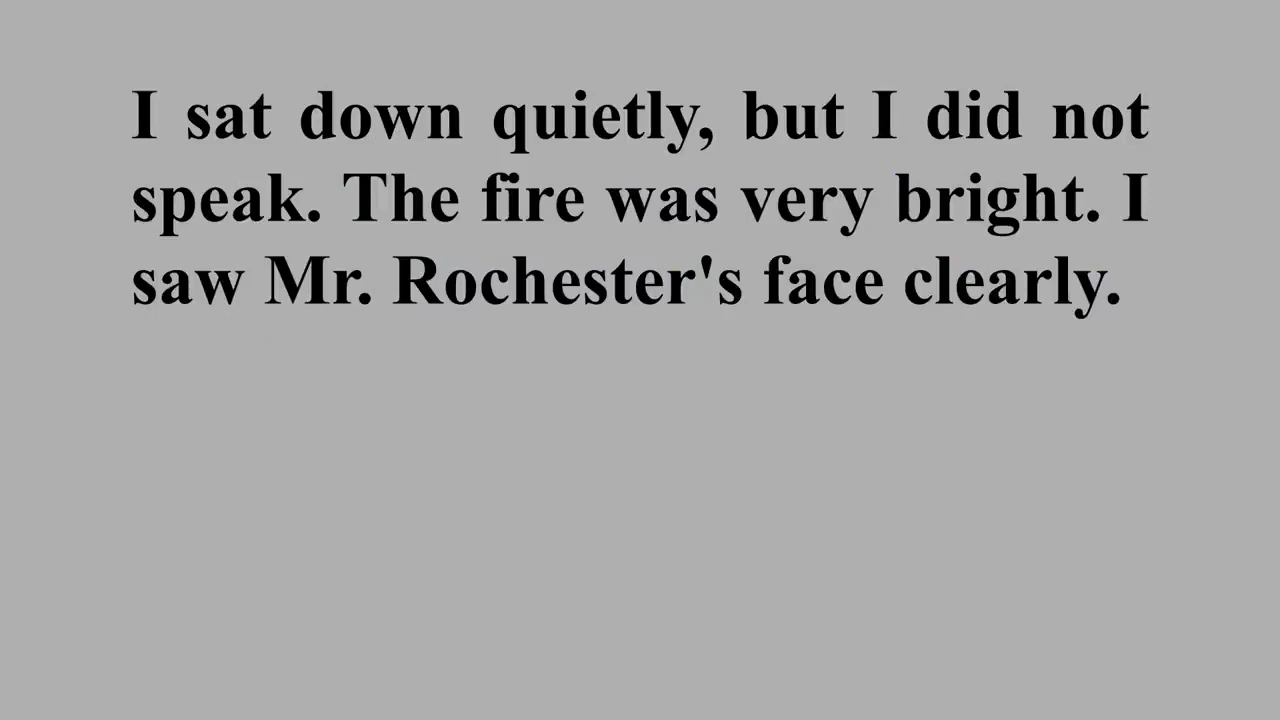 I sat down quietly, but I did not
speak. The fire was very bright. I
saw Mr. Rochester's face clearly.